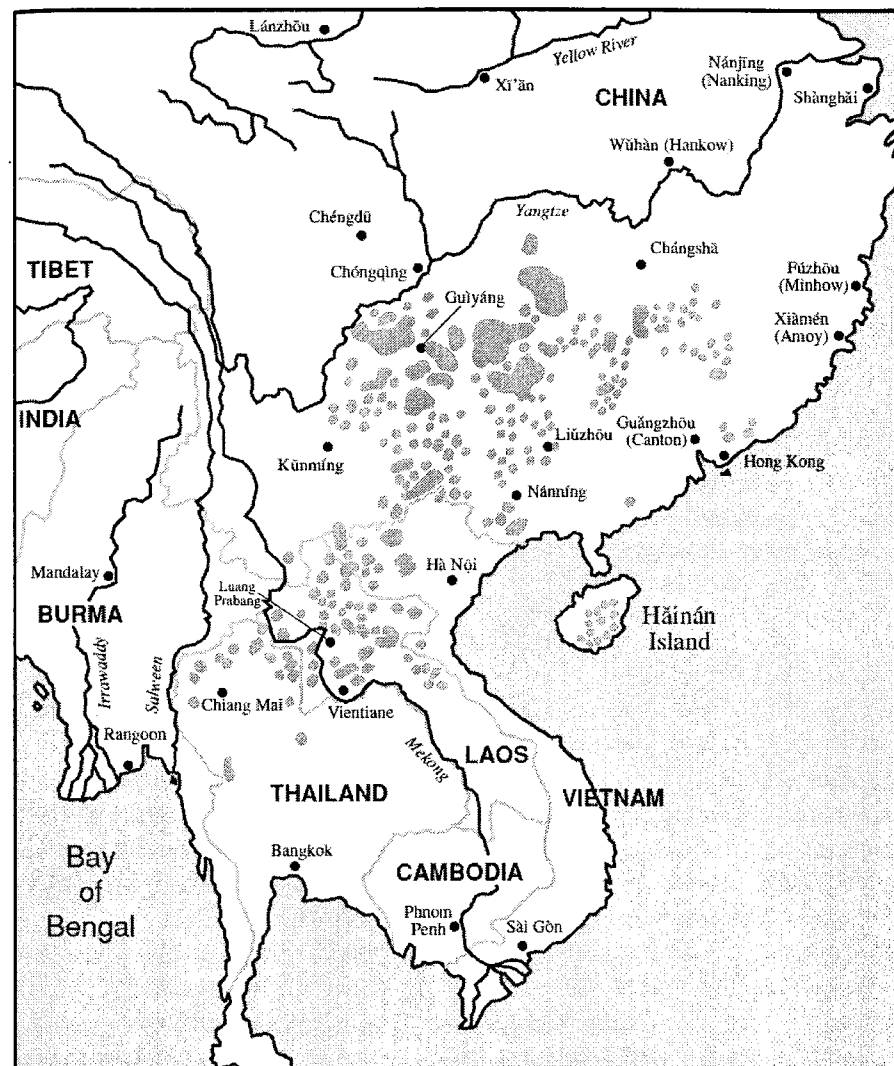 Lánzhōu
Yellow River
Xī'ān
Nánjīng
(Nanking)
CHINA
Shànghǎi
Wǔhàn (Hankow)
Yangtze
Chéngdū
Chángshā
TIBET
Chóngqìng
Fúzhōu
(Minhow)
Guìyáng
Xiàmén
(Amoy)
INDIA
Kūnmíng
Liǔzhōu
Guǎngzhōu
(Canton)
Hong Kong
Nánníng
Mandalay
Luang
Prabang
Hà Nội
BURMA
Hǎinán
Island
Irrawaddy
Salween
Chiang Mai
Vientiane
Rangoon
Mekong
LAOS
THAILAND
VIETNAM
Bay
of
Bengal
Bangkok
CAMBODIA
Phnom
Penh
Sài Gòn